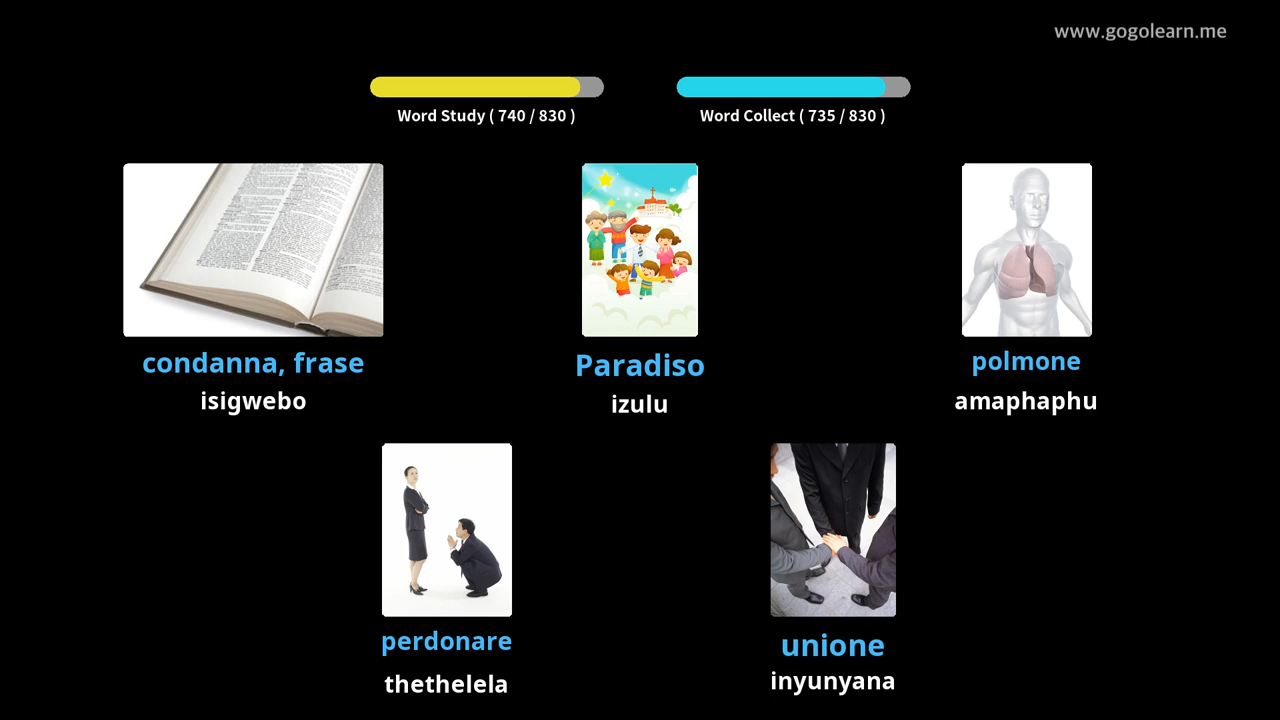 www.gogolearn.me
Word Study ( 740 / 830 )
Word Collect ( 735 / 830 )
condanna, frase
isigwebo
Paradiso
izulu
polmone
amaphaphu
perdonare
thethelela
unione
inyunyana